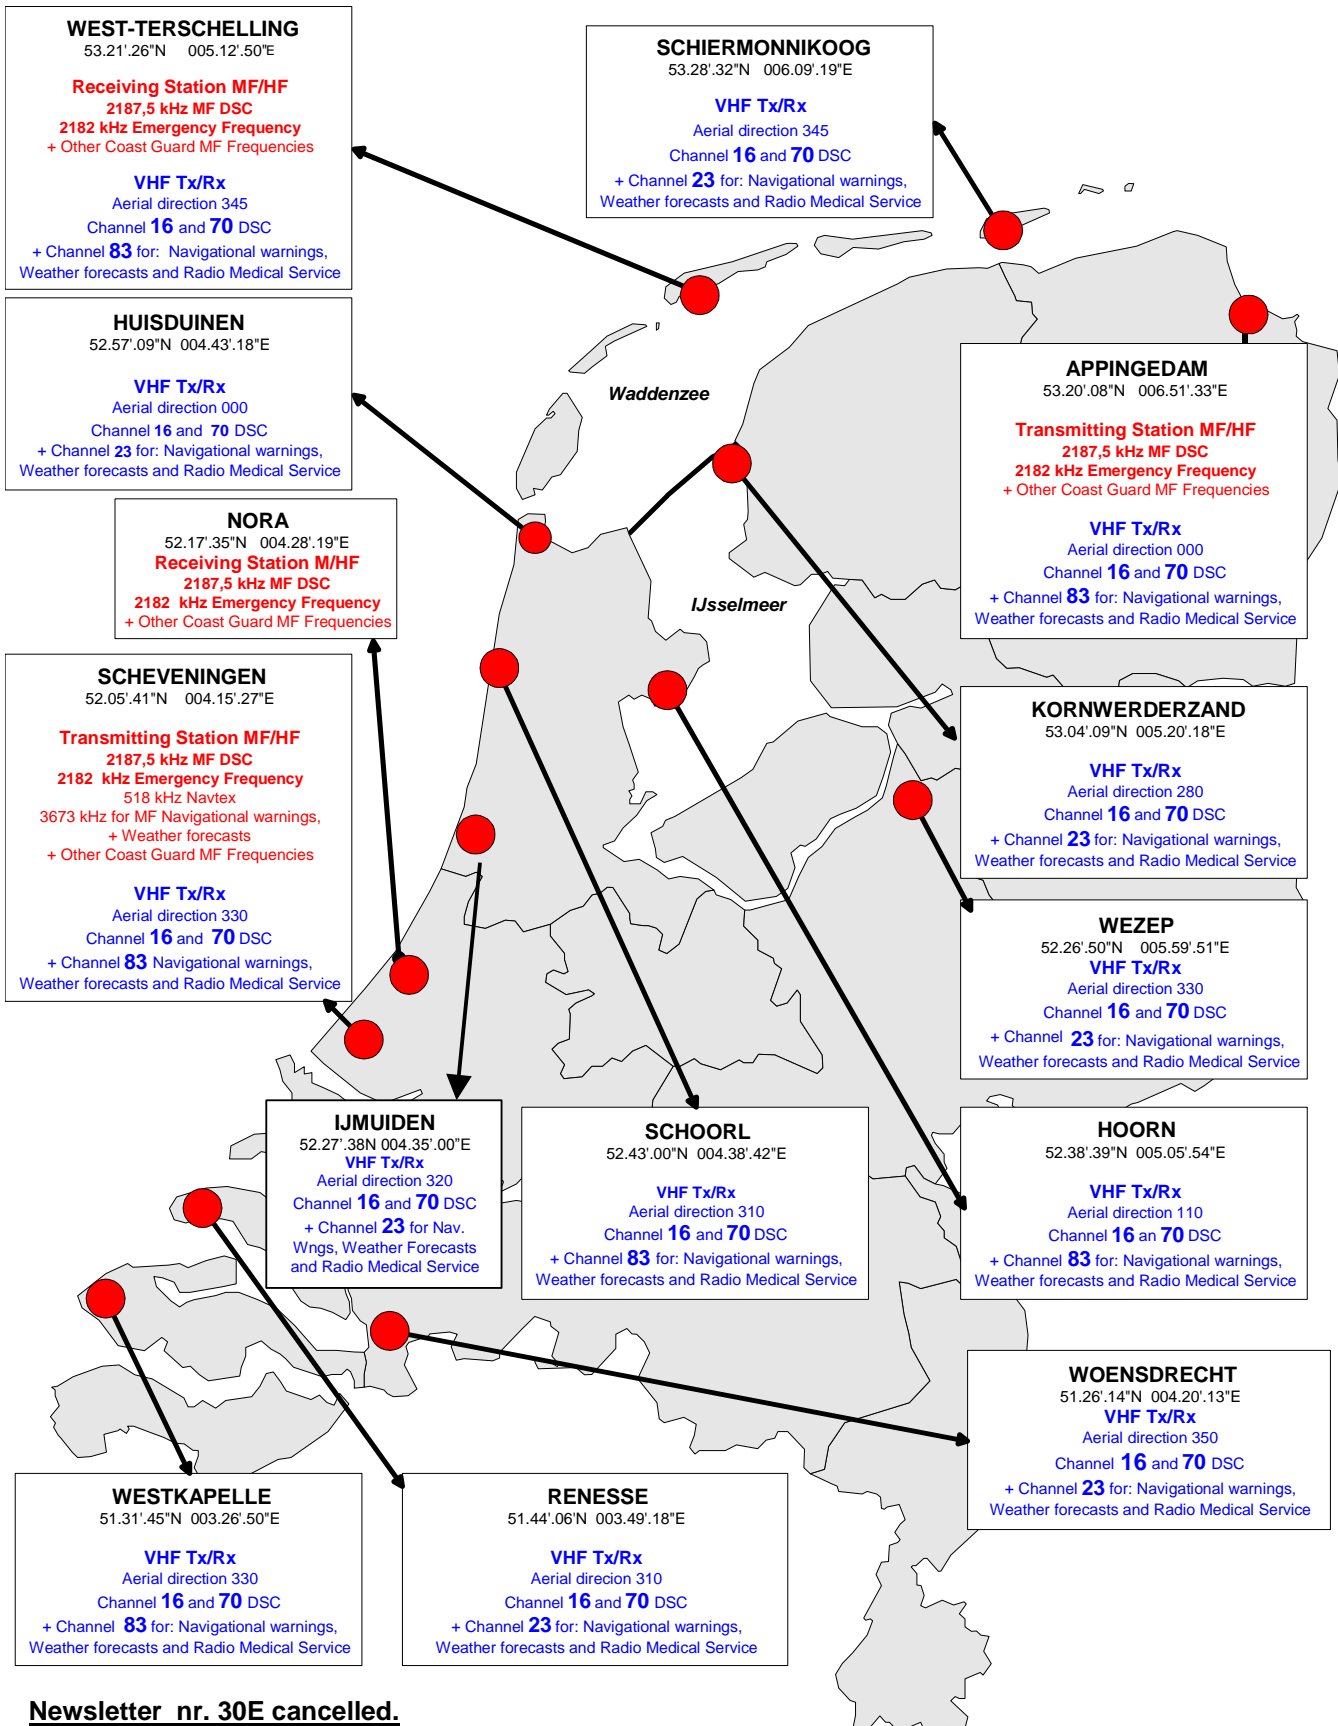 WEST-TERSCHELLING
53.21'.26"N 005.12'.50"E
Receiving Station MF/HF
2187,5 kHz MF DSC
2182 kHz Emergency Frequency
+ Other Coast Guard MF Frequencies
VHF Tx/Rx
Aerial direction 345
Channel 16 and 70 DSC
+ Channel 83 for: Navigational warnings,
Weather forecasts and Radio Medical Service
SCHIERMONNIKOOG
53.28'.32"N 006.09'.19"E
VHF Tx/Rx
Aerial direction 345
Channel 16 and 70 DSC
+ Channel 23 for: Navigational warnings,
Weather forecasts and Radio Medical Service
HUISDUINEN
52.57'.09"N 004.43'.18"E
VHF Tx/Rx
Aerial direction 000
Channel 16 and 70 DSC
+ Channel 23 for: Navigational warnings,
Weather forecasts and Radio Medical Service
Waddenzee
APPINGEDAM
53.20'.08"N 006.51'.33"E
Transmitting Station MF/HF
2187,5 kHz MF DSC
2182 kHz Emergency Frequency
+ Other Coast Guard MF Frequencies
VHF Tx/Rx
Aerial direction 000
Channel 16 and 70 DSC
+ Channel 83 for: Navigational warnings,
Weather forecasts and Radio Medical Service
NORA
52.17'.35"N 004.28'.19"E
Receiving Station M/HF
2187,5 kHz MF DSC
2182 kHz Emergency Frequency
+ Other Coast Guard MF Frequencies
IJsselmeer
SCHEVENINGEN
52.05'.41"N 004.15'.27"E
Transmitting Station MF/HF
2187,5 kHz MF DSC
2182 kHz Emergency Frequency
518 kHz Navtex
3673 kHz for MF Navigational warnings,
+ Weather forecasts
+ Other Coast Guard MF Frequencies
VHF Tx/Rx
Aerial direction 330
Channel 16 and 70 DSC
+ Channel 83 Navigational warnings,
Weather forecasts and Radio Medical Service
KORNWERDERZAND
53.04'.09"N 005.20'.18"E
VHF Tx/Rx
Aerial direction 280
Channel 16 and 70 DSC
+ Channel 23 for: Navigational warnings,
Weather forecasts and Radio Medical Service
WEZEP
52.26'.50"N 005.59'.51"E
VHF Tx/Rx
Aerial direction 330
Channel 16 and 70 DSC
+ Channel 23 for: Navigational warnings,
Weather forecasts and Radio Medical Service
IJMUIDEN
52.27'.38N 004.35'.00"E
VHF Tx/Rx
Aerial direction 320
Channel 16 and 70 DSC
+ Channel 23 for Nav.
Wngs, Weather Forecasts
and Radio Medical Service
SCHOORL
52.43'.00"N 004.38'.42"E
VHF Tx/Rx
Aerial direction 310
Channel 16 and 70 DSC
+ Channel 83 for: Navigational warnings,
Weather forecasts and Radio Medical Service
HOORN
52.38'.39"N 005.05'.54"E
VHF Tx/Rx
Aerial direction 110
Channel 16 an 70 DSC
+ Channel 83 for: Navigational warnings,
Weather forecasts and Radio Medical Service
WOENSDRECHT
51.26'.14"N 004.20'.13"E
VHF Tx/Rx
Aerial direction 350
Channel 16 and 70 DSC
+ Channel 23 for: Navigational warnings,
Weather forecasts and Radio Medical Service
WESTKAPELLE
51.31'.45"N 003.26'.50"E
VHF Tx/Rx
Aerial direction 330
Channel 16 and 70 DSC
+ Channel 83 for: Navigational warnings,
Weather forecasts and Radio Medical Service
RENESSE
51.44'.06'N 003.49'.18"E
VHF Tx/Rx
Aerial direcion 310
Channel 16 and 70 DSC
+ Channel 23 for: Navigational warnings,
Weather forecasts and Radio Medical Service
Newsletter nr. 30E cancelled.